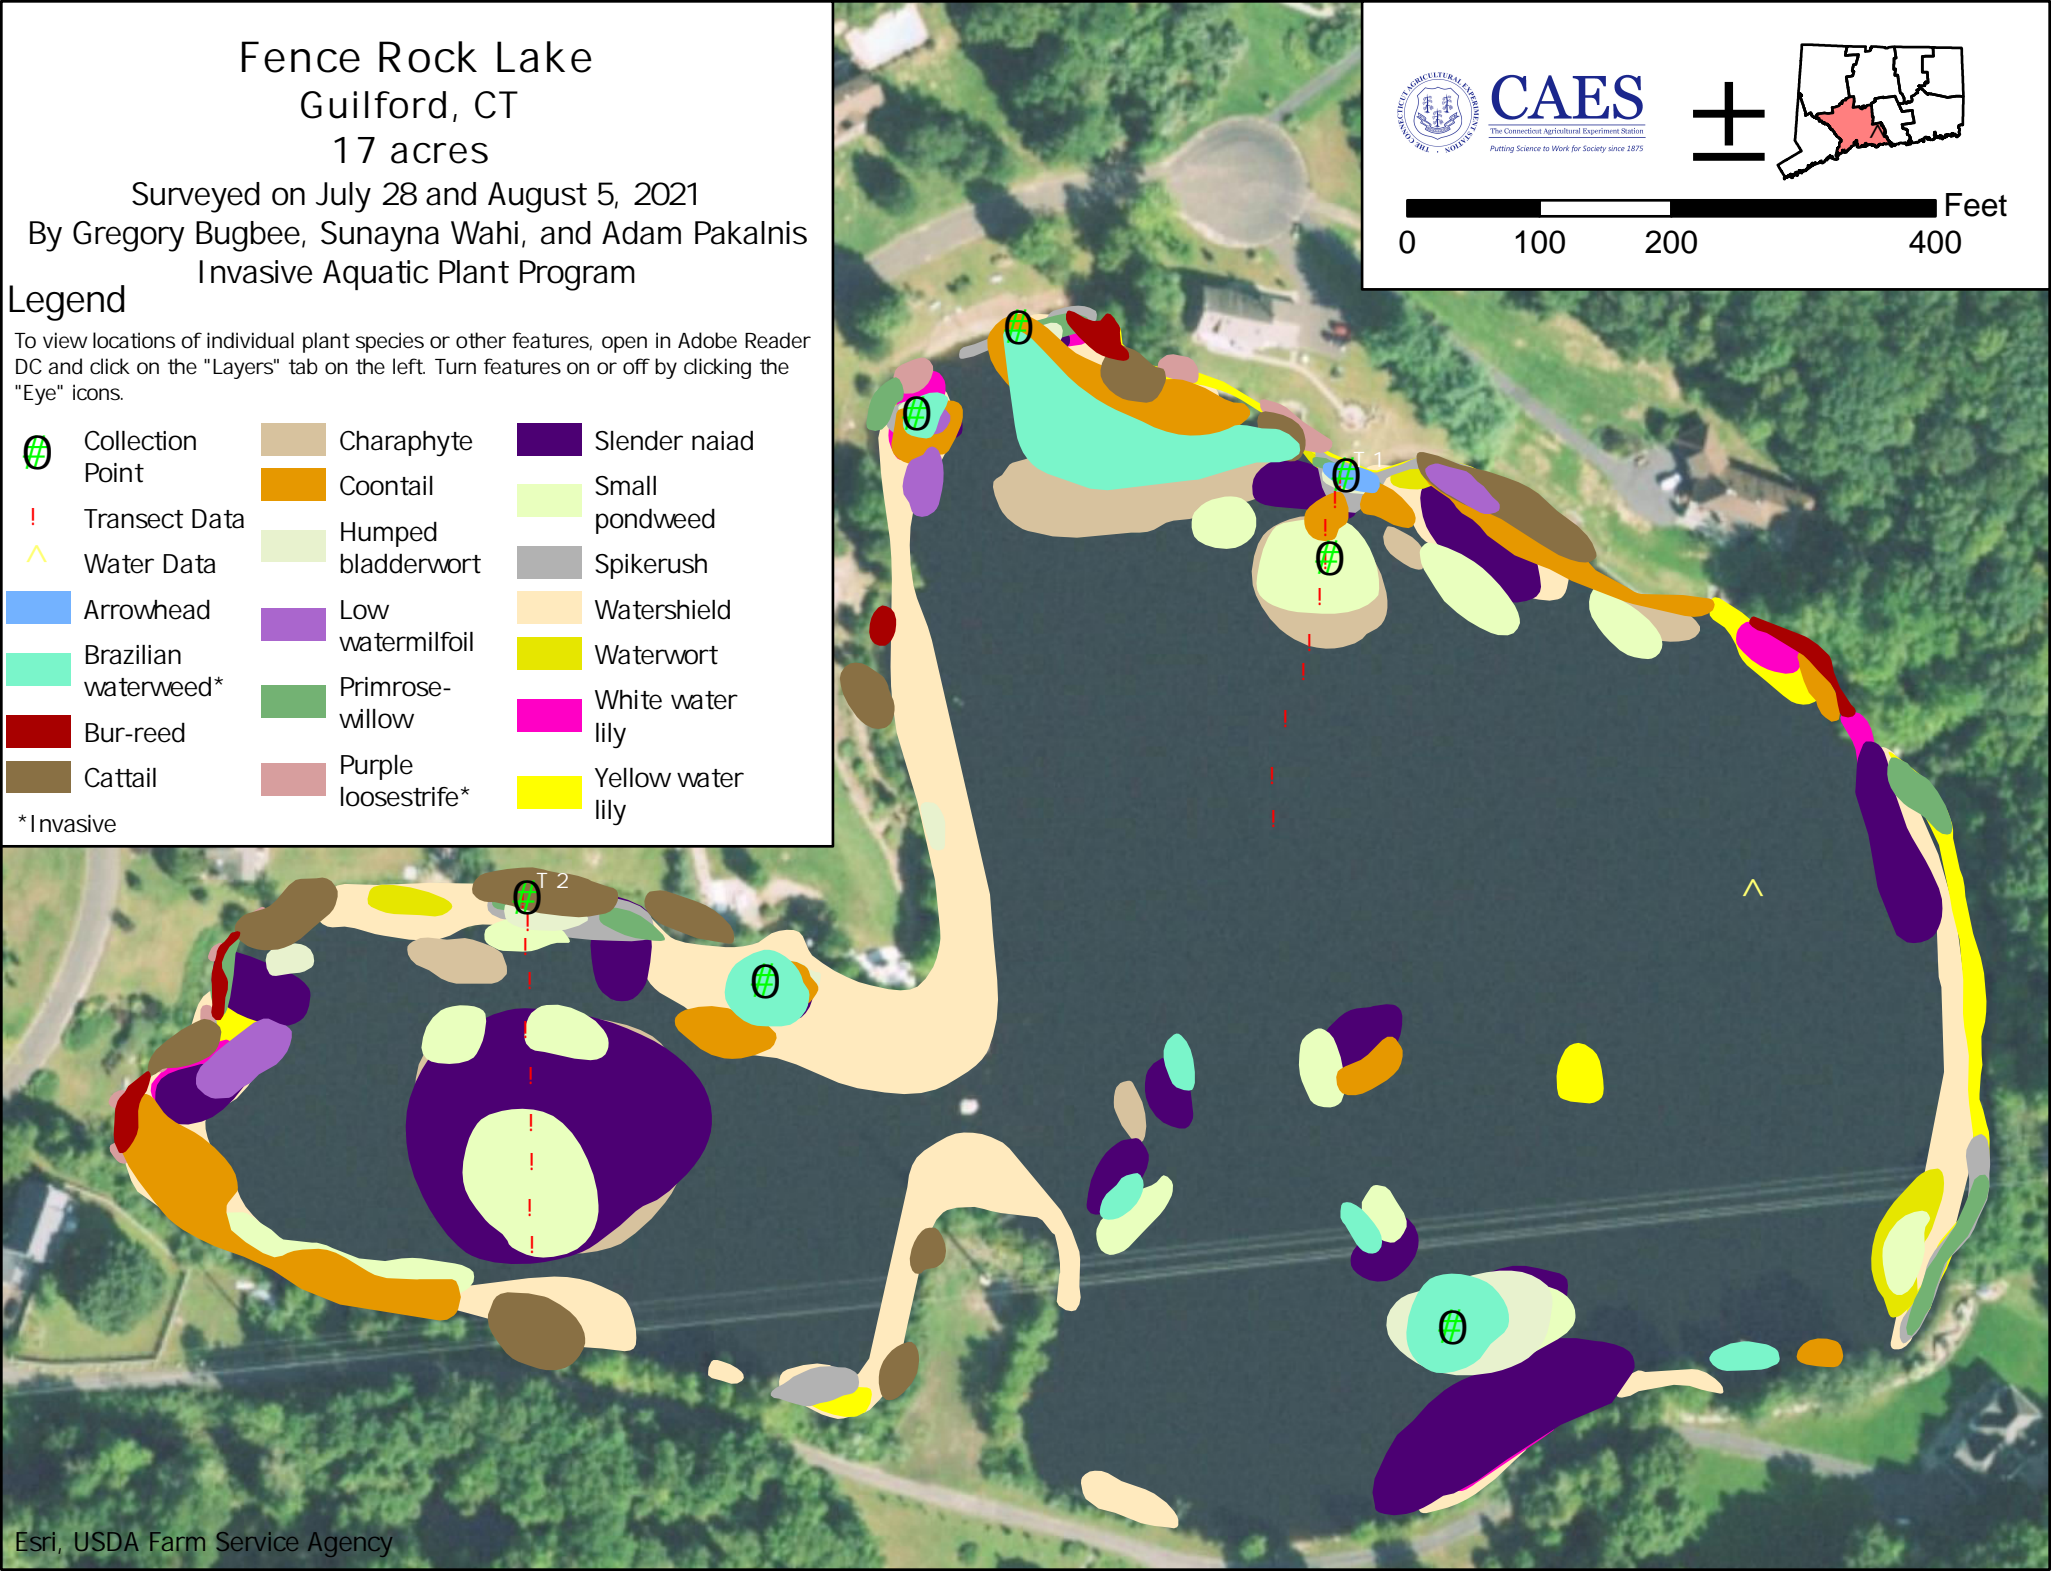 Fence Rock Lake
Guilford, CT
17 acres
Surveyed on July 28 and August 5, 2021
By Gregory Bugbee, Sunayna Wahi, and Adam Pakalnis
Invasive Aquatic Plant Program
Legend
To view locations of individual plant species or other features, open in Adobe Reader
DC and click on the "Layers" tab on the left. Turn features on or off by clicking the
"Eye" icons.
Collection
Point
Transect Data
Water Data
Arrowhead
Brazilian
waterweed*
Bur-reed
Cattail
*Invasive
Charaphyte
Coontail
Humped
bladderwort
Low
watermilfoil
Primrose-
willow
Purple
loosestrife*
Slender naiad
Small
pondweed
Spikerush
Watershield
Waterwort
White water
lily
Yellow water
lily
THE CONNECTICUT AGRICULTURAL EXPERIMENT STATION
CAES
The Connecticut Agricultural Experiment Station
Putting Science to Work for Society since 1875
Feet
0 100 200 400
T 1
T 2
Esri, USDA Farm Service Agency